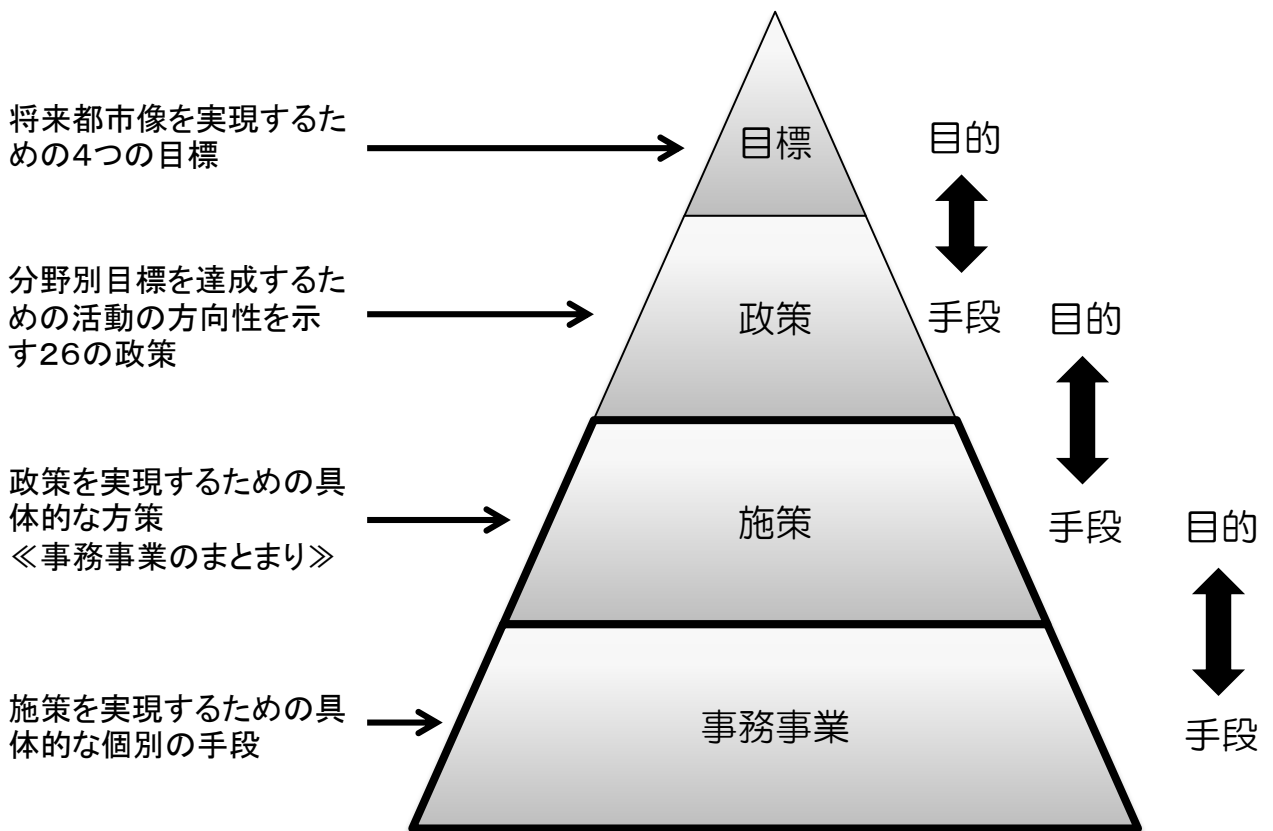 将来都市像を実現するた
めの4つの目標
目標
目的
分野別目標を達成するた
めの活動の方向性を示
す26の政策
政策
手段
目的
政策を実現するための具
体的な方策
≪事務事業のまとまり≫
施策
手段
目的
施策を実現するための具
体的な個別の手段
事務事業
手段